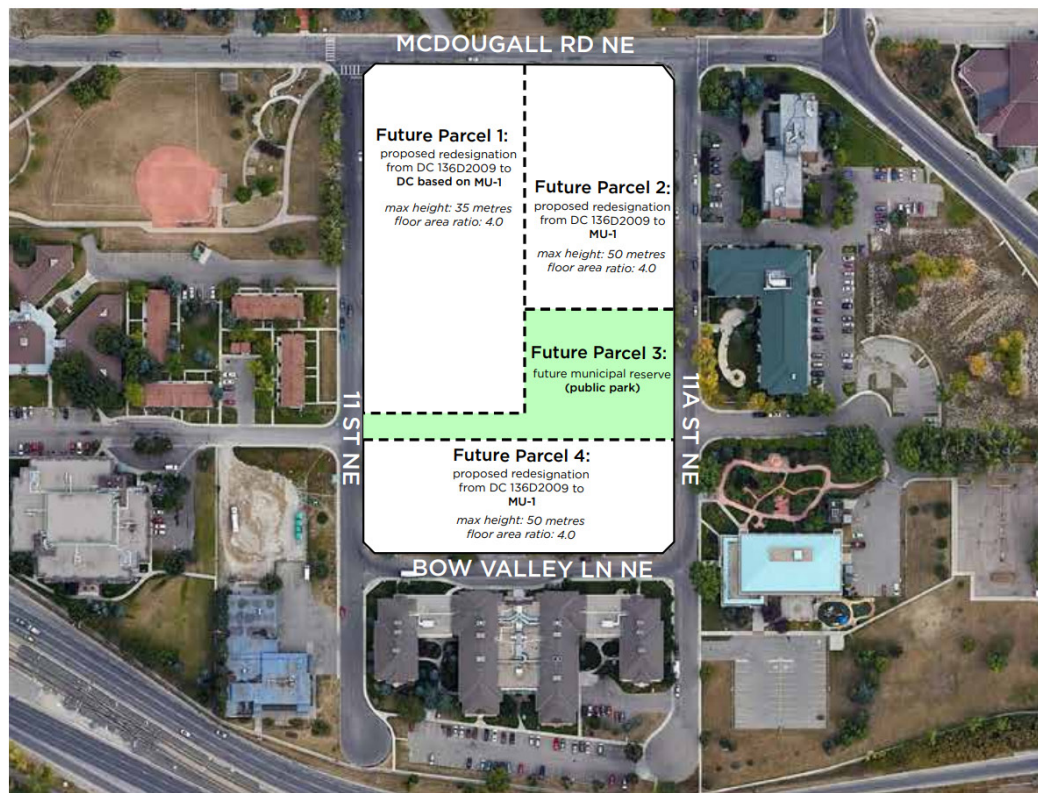 MCDOUGALL RD NE
Future Parcel 1:
proposed redesignation
from DC 136D2009 to
DC based on MU-1
max height: 35 metres
floor area ratio: 4.0
Future Parcel 2:
proposed redesignation
from DC 136D2009 to
MU-1
max height: 50 metres
floor area ratio: 4.0
Future Parcel 3:
future municipal reserve
(public park)
11 ST NE
11A ST NE
Future Parcel 4:
proposed redesignation
from DC 136D2009 to
MU-1
max height: 50 metres
floor area ratio: 4.0
BOW VALLEY LN NE